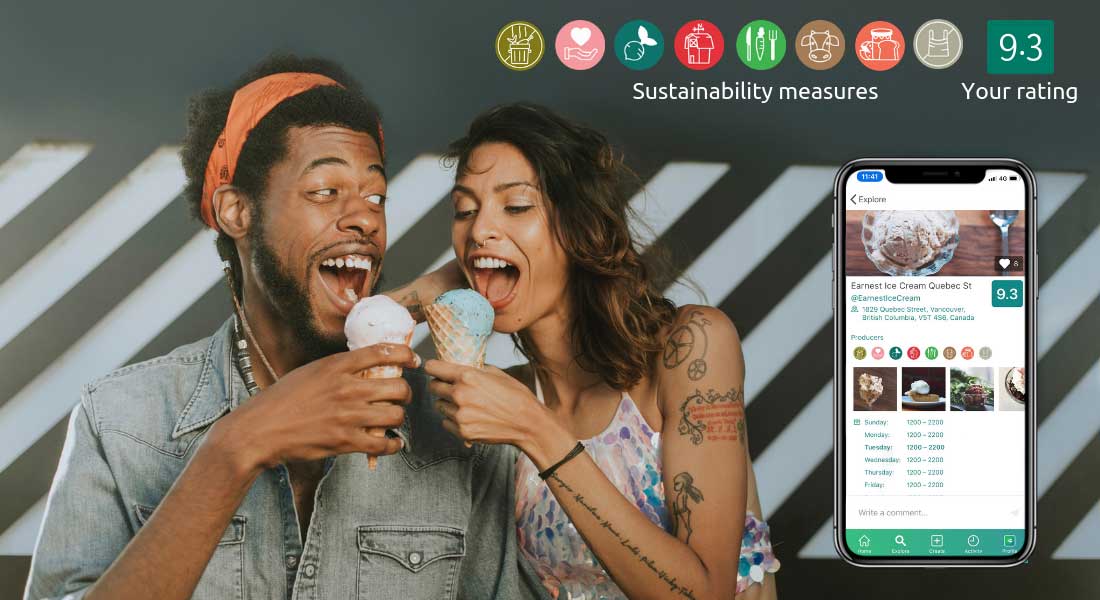 9.3
Sustainability measures
Your rating
11:41
4G
Explore
8
Earnest Ice Cream Quebec St
9.3
@EarnestIceCream
1829 Quebec Street, Vancouver,
British Columbia, V5T 4S6, Canada
Producers
Sunday: 1200 – 2200
Monday: 1200 – 2200
Tuesday: 1200 – 2200
Wednesday: 1200 – 2200
Thursday: 1200 – 2200
Friday: 1200 – 2200
Write a comment...
Home
Explore
Create
Activity
Profile